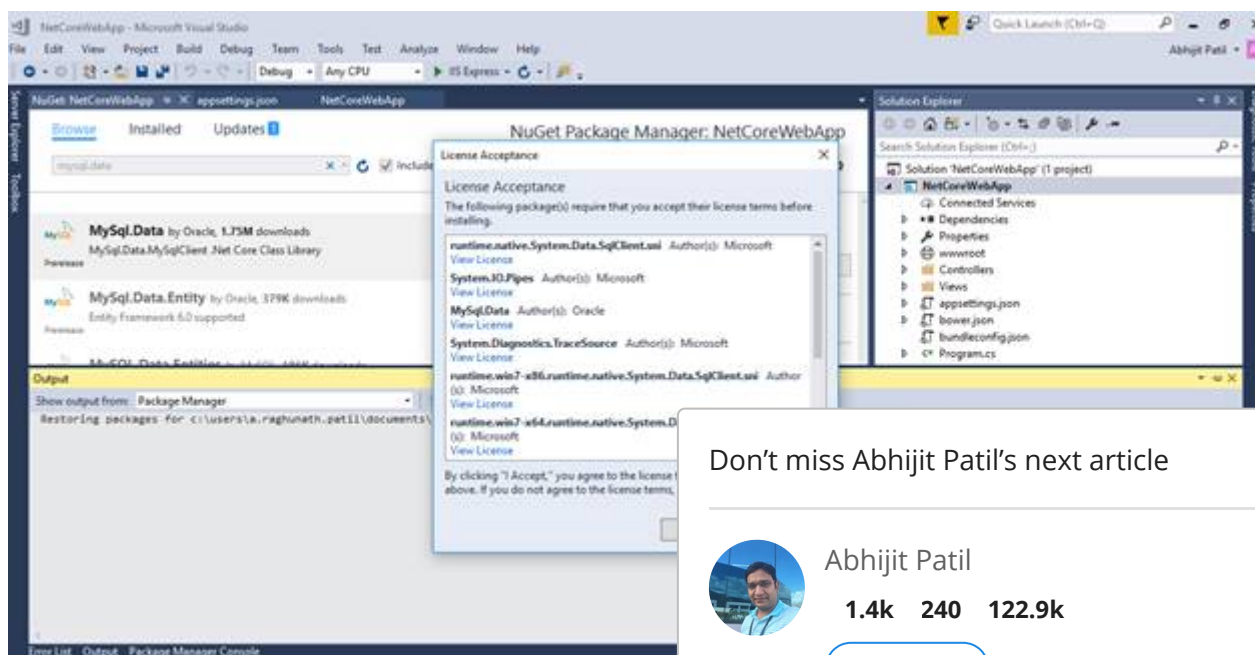 NetCoreWebApp - Microsoft Visual Studio
Quick Launch (Ctrl+Q)
File Edit View Project Build Debug Team Tools Test Analyze Window Help
Abhijit Patil
Debug Any CPU IIS Express
Server Explorer
Toolbox
NuGet: NetCoreWebApp appsettings.json NetCoreWebApp
Browse Installed Updates 1
NuGet Package Manager: NetCoreWebApp
mysql.data
Include
MySql.Data by Oracle, 1.75M downloads
MySql.Data.MySqlClient .Net Core Class Library
Prerelease
MySql.Data.Entity by Oracle, 379K downloads
Entity Framework 6.0 supported
Prerelease
License Acceptance
License Acceptance
The following package(s) require that you accept their license terms before
installing.
runtime.native.System.Data.SqlClient.sni Author(s): Microsoft
View License
System.IO.Pipes Author(s): Microsoft
View License
MySql.Data Author(s): Oracle
View License
System.Diagnostics.TraceSource Author(s): Microsoft
View License
runtime.win7-x86.runtime.native.System.Data.SqlClient.sni Author
(s): Microsoft
View License
runtime.win7-x64.runtime.native.System.D
(s): Microsoft
View License
By clicking "I Accept," you agree to the license
above. If you do not agree to the license terms,
Solution Explorer
Search Solution Explorer (Ctrl+;)
Solution 'NetCoreWebApp' (1 project)
NetCoreWebApp
Connected Services
Dependencies
Properties
wwwroot
Controllers
Views
appsettings.json
bower.json
bundleconfig.json
C# Program.cs
Output
Show output from: Package Manager
Restoring packages for c:\users\a.raghunath.patil\documents\
Error List Output Package Manager Console
Don't miss Abhijit Patil's next article
Abhijit Patil
1.4k 240 122.9k